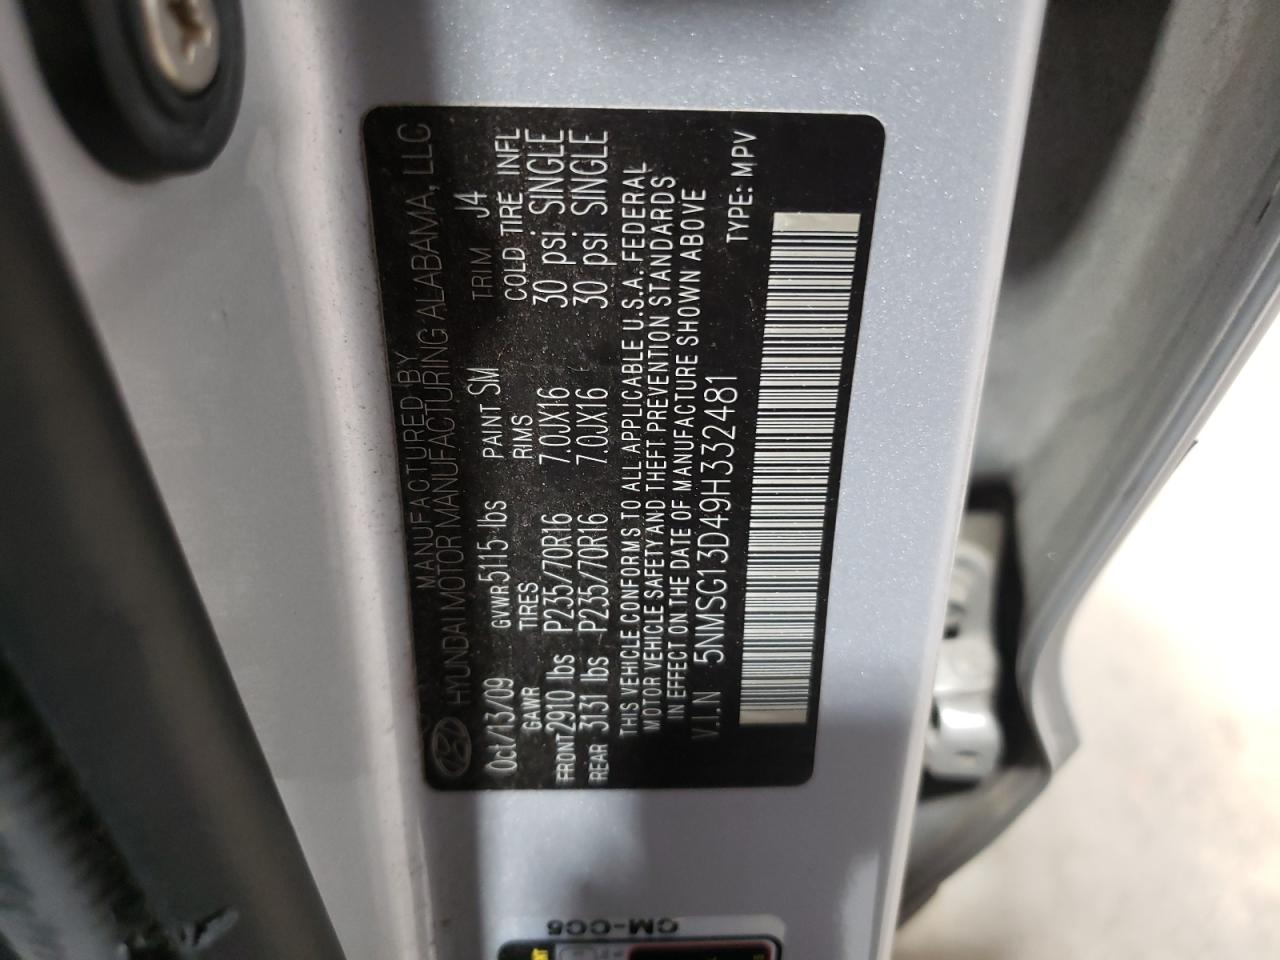 MANUFACTURED BY
HYUNDAI MOTOR MANUFACTURING ALABAMA, LLC
Oct/13/09 GVWR 5115 lbs PAINT SM TRIM J4
GAWR TIRES RIMS COLD TIRE INFL
FRONT 2910 lbs P235/70R16 7.0JX16 30 psi SINGLE
REAR 3131 lbs P235/70R16 7.0JX16 30 psi SINGLE
THIS VEHICLE CONFORMS TO ALL APPLICABLE U.S.A. FEDERAL
MOTOR VEHICLE SAFETY AND THEFT PREVENTION STANDARDS
IN EFFECT ON THE DATE OF MANUFACTURE SHOWN ABOVE
V.I.N 5NMSG13D49H332481 TYPE: MPV
CM-CC5